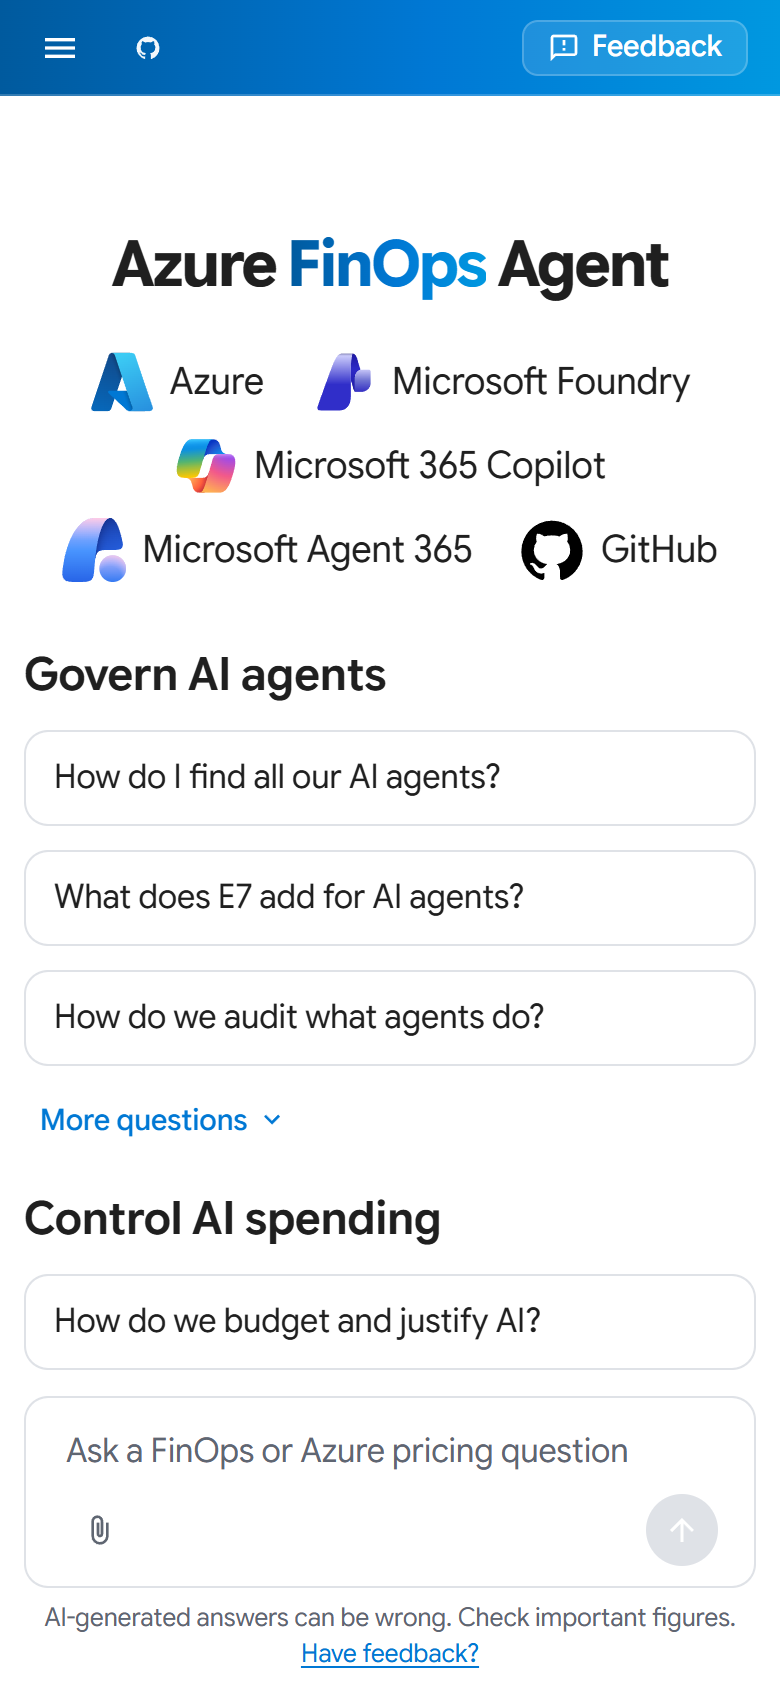 Feedback
Azure FinOps Agent
Azure
Microsoft Foundry
Microsoft 365 Copilot
Microsoft Agent 365
GitHub
Govern AI agents
How do I find all our AI agents?
What does E7 add for AI agents?
How do we audit what agents do?
More questions
Control AI spending
How do we budget and justify AI?
Ask a FinOps or Azure pricing question
AI-generated answers can be wrong. Check important figures.
Have feedback?